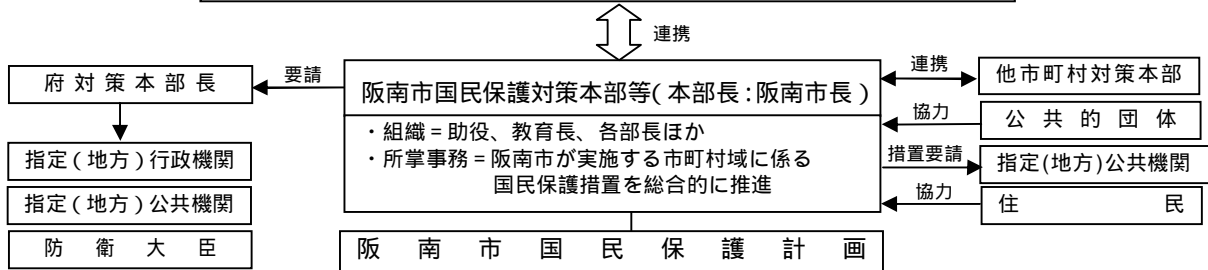 連携
府対策本部長
要請
阪南市国民保護対策本部等(本部長:阪南市長)
・組織=助役、教育長、各部長ほか
・所掌事務=阪南市が実施する市町村域に係る
国民保護措置を総合的に推進
連携
他市町村対策本部
協力
公共的団体
指定(地方)行政機関
措置要請
指定(地方)公共機関
指定(地方)公共機関
協力
住民
防衛大臣
阪南市国民保護計画